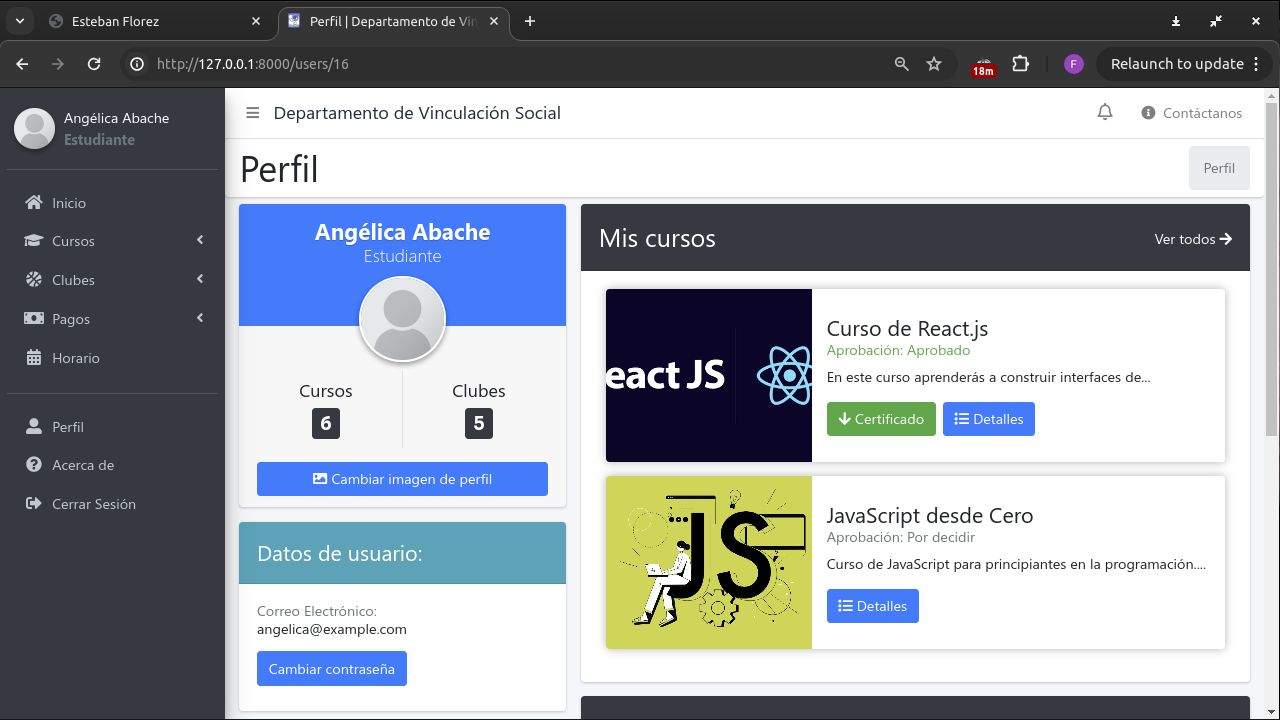 Esteban Florez
Perfil | Departamento de Vin
http://127.0.0.1:8000/users/16
18m
F
Relaunch to update
Angélica Abache
Estudiante
Inicio
Cursos
Clubes
Pagos
Horario
Perfil
Acerca de
Cerrar Sesión
Departamento de Vinculación Social
Contáctanos
Perfil
Perfil
Angélica Abache
Estudiante
Cursos
6
Clubes
5
Cambiar imagen de perfil
Datos de usuario:
Correo Electrónico:
angelica@example.com
Cambiar contraseña
Mis cursos
Ver todos
eact JS
Curso de React.js
Aprobación: Aprobado
En este curso aprenderás a construir interfaces de...
Certificado
Detalles
JS
JavaScript desde Cero
Aprobación: Por decidir
Curso de JavaScript para principiantes en la programación....
Detalles